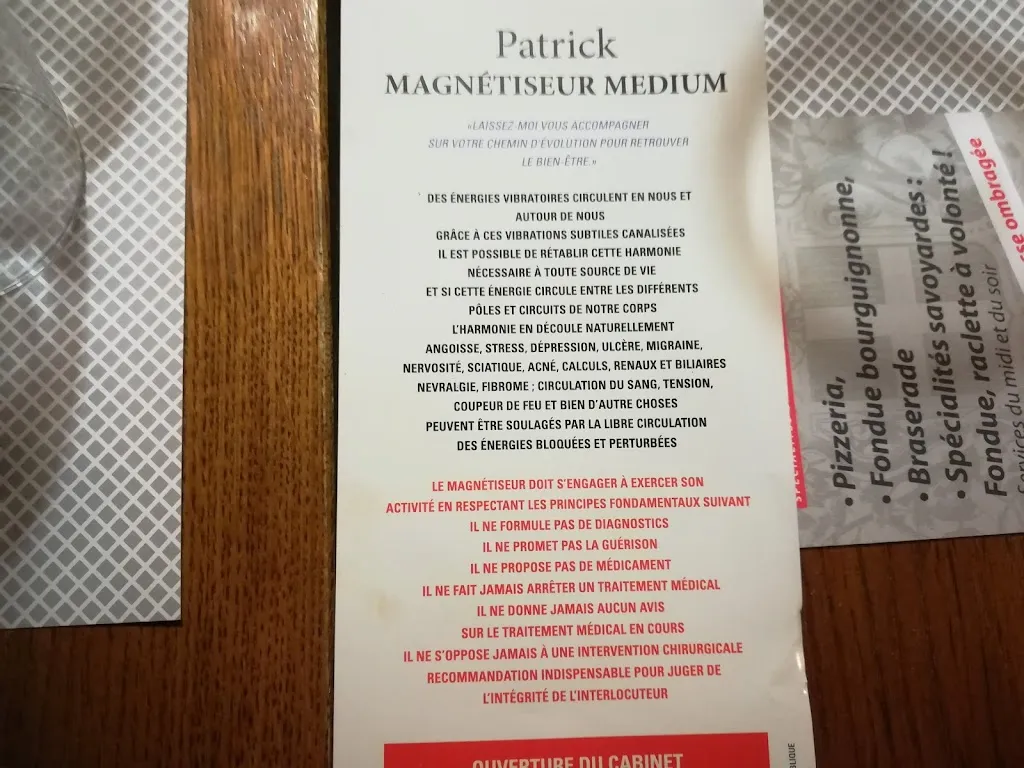 Patrick
MAGNÉTISEUR MEDIUM
«LAISSEZ-MOI VOUS ACCOMPAGNER
SUR VOTRE CHEMIN D'ÉVOLUTION POUR RETROUVER
LE BIEN-ÊTRE.»
DES ÉNERGIES VIBRATOIRES CIRCULENT EN NOUS ET
AUTOUR DE NOUS
GRÂCE À CES VIBRATIONS SUBTILES CANALISÉES
IL EST POSSIBLE DE RÉTABLIR CETTE HARMONIE
NÉCESSAIRE À TOUTE SOURCE DE VIE
ET SI CETTE ÉNERGIE CIRCULE ENTRE LES DIFFÉRENTS
PÔLES ET CIRCUITS DE NOTRE CORPS
L'HARMONIE EN DÉCOULE NATURELLEMENT
ANGOISSE, STRESS, DÉPRESSION, ULCÈRE, MIGRAINE,
NERVOSITÉ, SCIATIQUE, ACNÉ, CALCULS, RENAUX ET BILIAIRES
NEVRALGIE, FIBROME ; CIRCULATION DU SANG, TENSION,
COUPEUR DE FEU ET BIEN D'AUTRE CHOSES
PEUVENT ÊTRE SOULAGÉS PAR LA LIBRE CIRCULATION
DES ÉNERGIES BLOQUÉES ET PERTURBÉES
LE MAGNÉTISEUR DOIT S'ENGAGER À EXERCER SON
ACTIVITÉ EN RESPECTANT LES PRINCIPES FONDAMENTAUX SUIVANT
IL NE FORMULE PAS DE DIAGNOSTICS
IL NE PROMET PAS LA GUÉRISON
IL NE PROPOSE PAS DE MÉDICAMENT
IL NE FAIT JAMAIS ARRÊTER UN TRAITEMENT MÉDICAL
IL NE DONNE JAMAIS AUCUN AVIS
SUR LE TRAITEMENT MÉDICAL EN COURS
IL NE S'OPPOSE JAMAIS À UNE INTERVENTION CHIRURGICALE
RECOMMANDATION INDISPENSABLE POUR JUGER DE
L'INTÉGRITÉ DE L'INTERLOCUTEUR
OUVERTURE DU CABINET
• Pizzeria,
• Fondue bourguignonne,
• Braserade
• Spécialités savoyardes :
Fondue, raclette à volonté !
Services du midi et du soir
ombragée